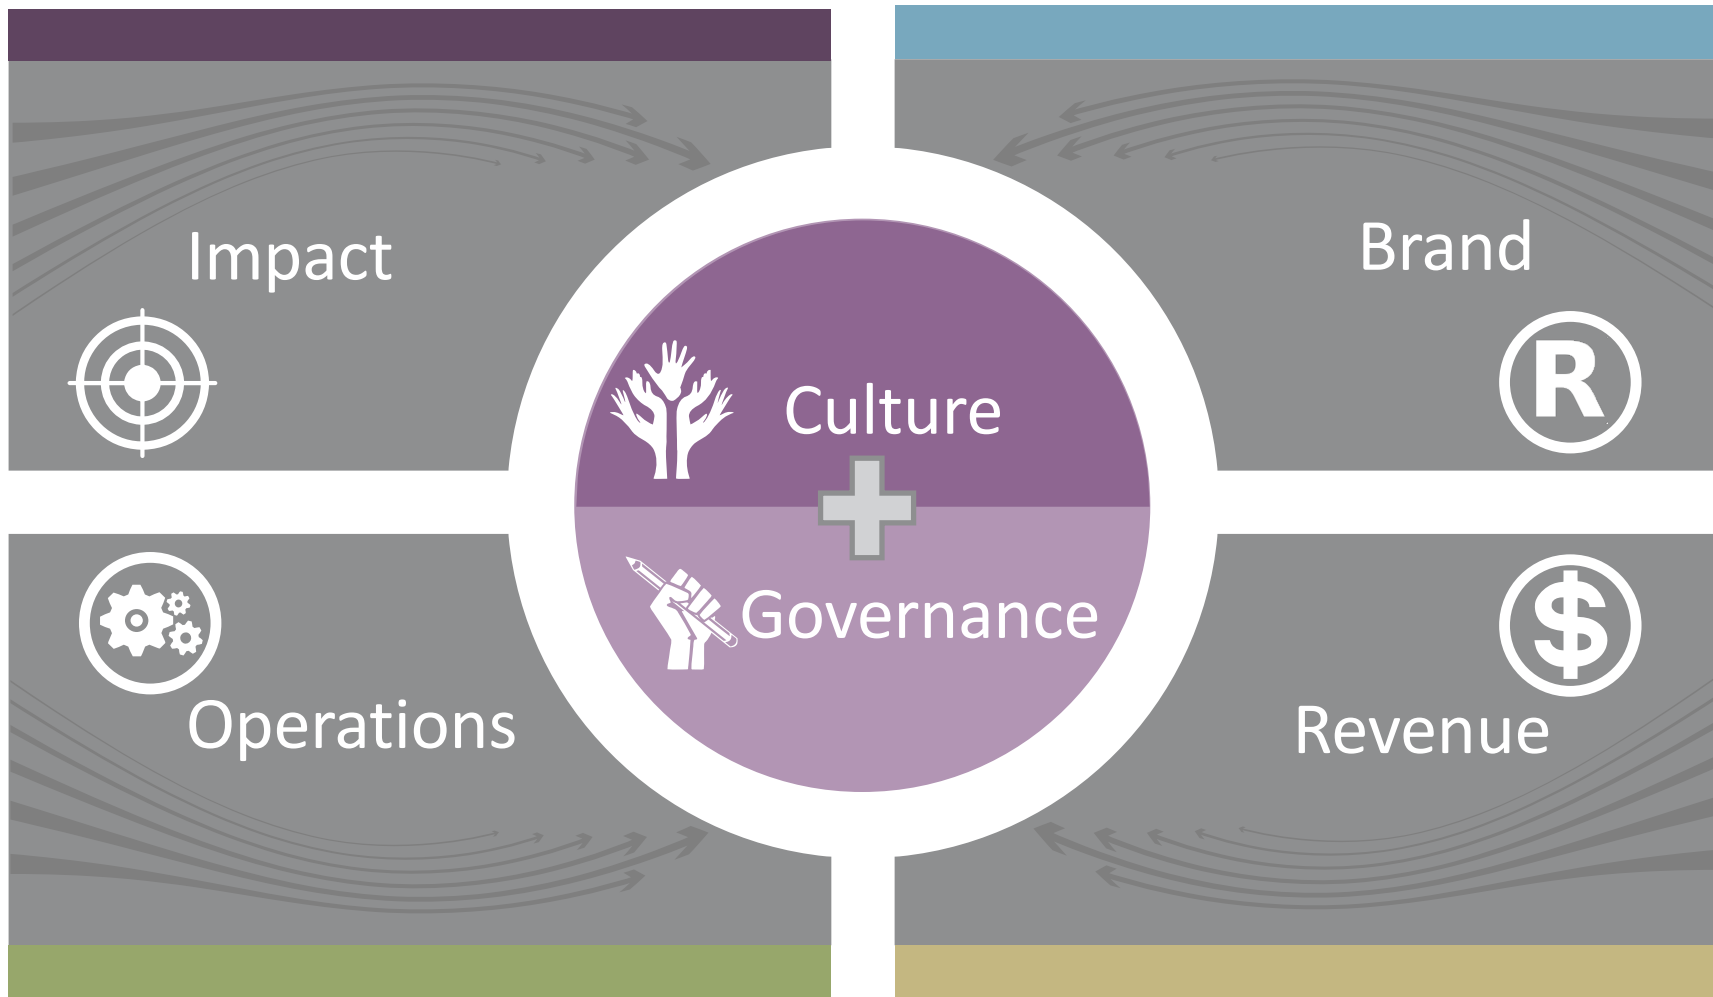 Impact
Brand
R
Culture
Governance
$
Operations
Revenue